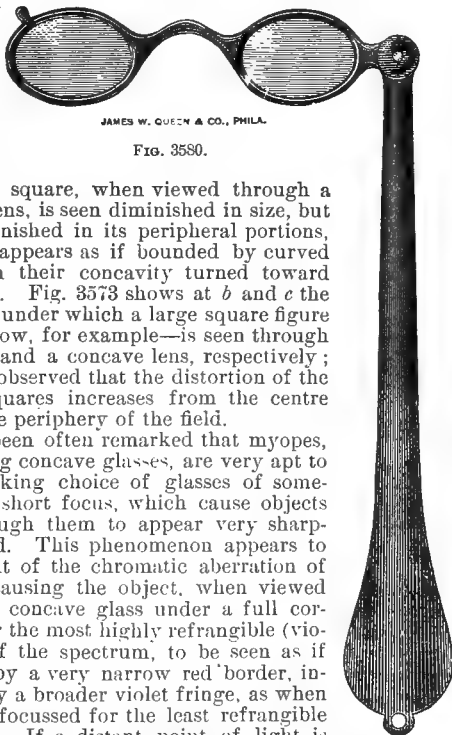 JAMES W. QUEEN & CO., PHILA.
FIG. 3580.
square, when viewed through a
ens, is seen diminished in size, but
nished in its peripheral portions,
appears as if bounded by curved
their concavity turned toward
. Fig. 3573 shows at b and c the
under which a large square figure
ow, for example—is seen through
and a concave lens, respectively;
observed that the distortion of the
quares increases from the centre
e periphery of the field.
been often remarked that myopes,
g concave glasses, are very apt to
king choice of glasses of some-
short focus, which cause objects
ugh them to appear very sharp-
d. This phenomenon appears to
t of the chromatic aberration of
ausing the object, when viewed
concave glass under a full cor-
r the most highly refrangible (vio-
f the spectrum, to be seen as if
by a very narrow red border, in-
y a broader violet fringe, as when
focussed for the least refrangible
If a distant point of light is